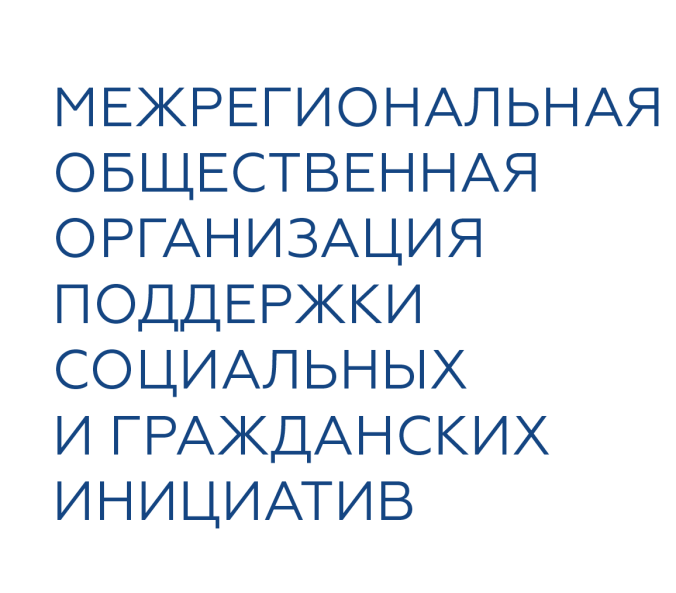 МЕЖРЕГИОНАЛЬНАЯ
ОБЩЕСТВЕННАЯ
ОРГАНИЗАЦИЯ
ПОДДЕРЖКИ
СОЦИАЛЬНЫХ
И ГРАЖДАНСКИХ
ИНИЦИАТИВ